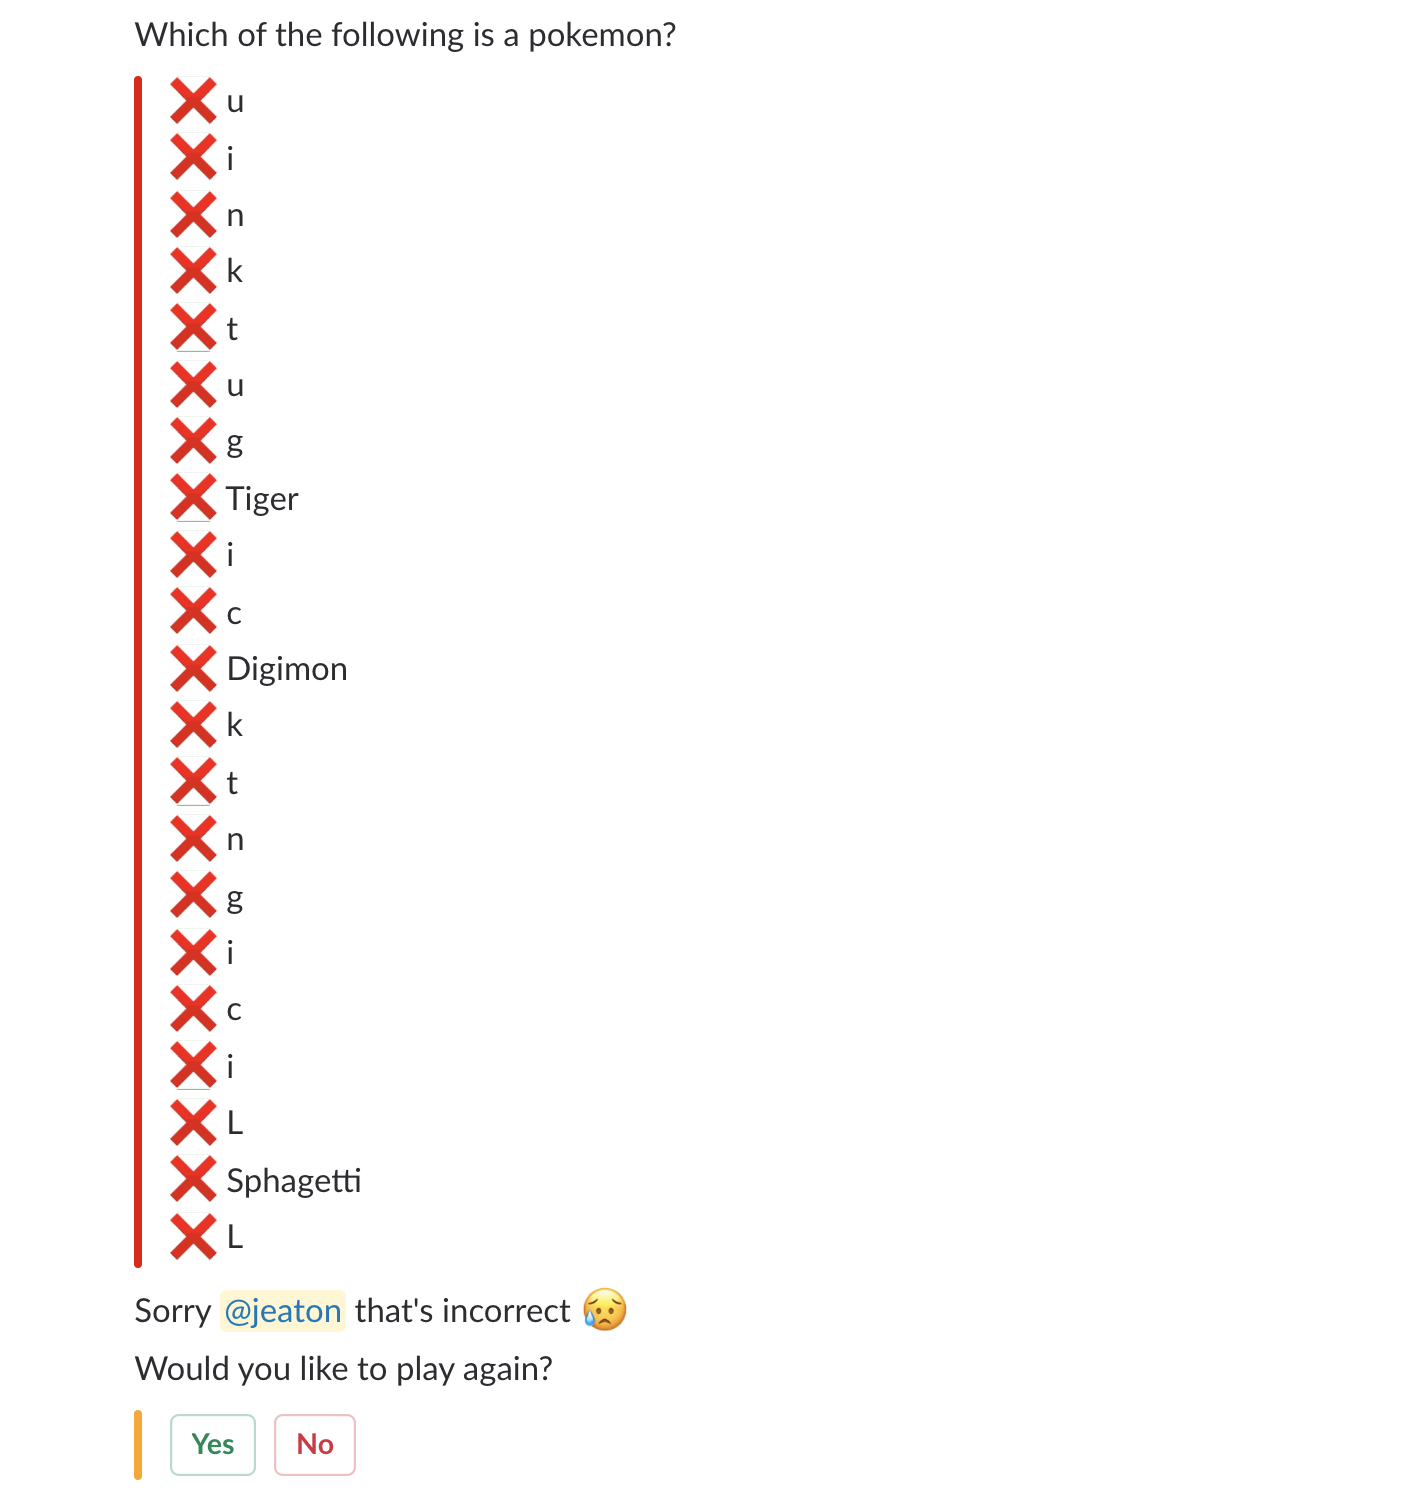 Which of the following is a pokemon?
❌ u
❌ i
❌ n
❌ k
❌ t
❌ u
❌ g
❌ Tiger
❌ i
❌ c
❌ Digimon
❌ k
❌ t
❌ n
❌ g
❌ i
❌ c
❌ i
❌ L
❌ Sphagetti
❌ L
Sorry @jeaton that's incorrect 😥
Would you like to play again?
Yes No